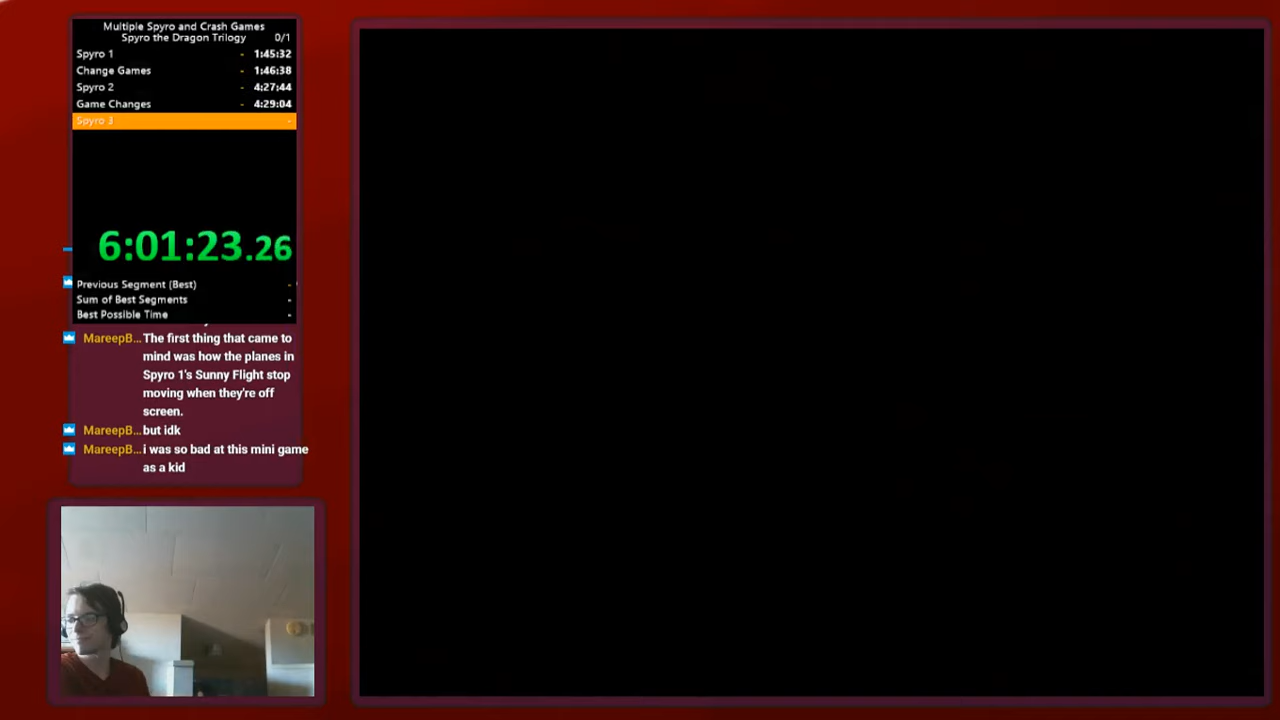 Multiple Spyro and Crash Games
Spyro the Dragon Trilogy 0/1
Spyro 1 - 1:45:32
Change Games - 1:46:38
Spyro 2 - 4:27:44
Game Changes - 4:29:04
Spyro 3 -
6:01:23.26
Previous Segment (Best) -
Sum of Best Segments -
Best Possible Time -
MareepB... The first thing that came to
mind was how the planes in
Spyro 1's Sunny Flight stop
moving when they're off
screen.
MareepB... but idk
MareepB... i was so bad at this mini game
as a kid